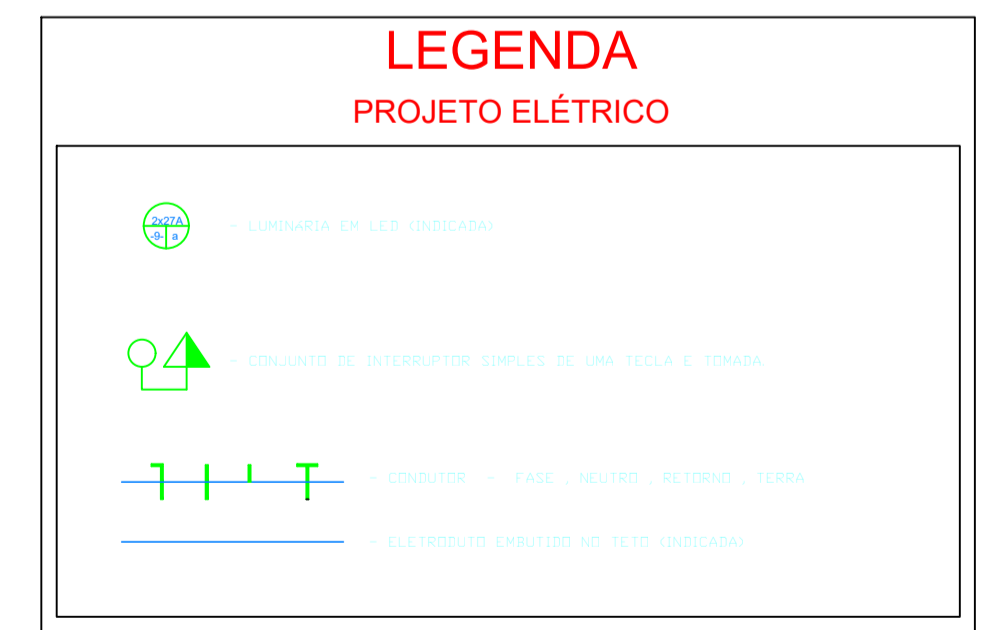 LEGENDA
PROJETO ELÉTRICO
2x27A
-9- a
- LUMINARIA EM LED (INDICADA)
- CONJUNTO DE INTERRUPTOR SIMPLES DE UMA TECLA E TOMADA
- CONDUTOR - FASE , NEUTRO , RETORNO , TERRA
- ELETRODUTO EMBUTIDO NO TETO (INDICADA)